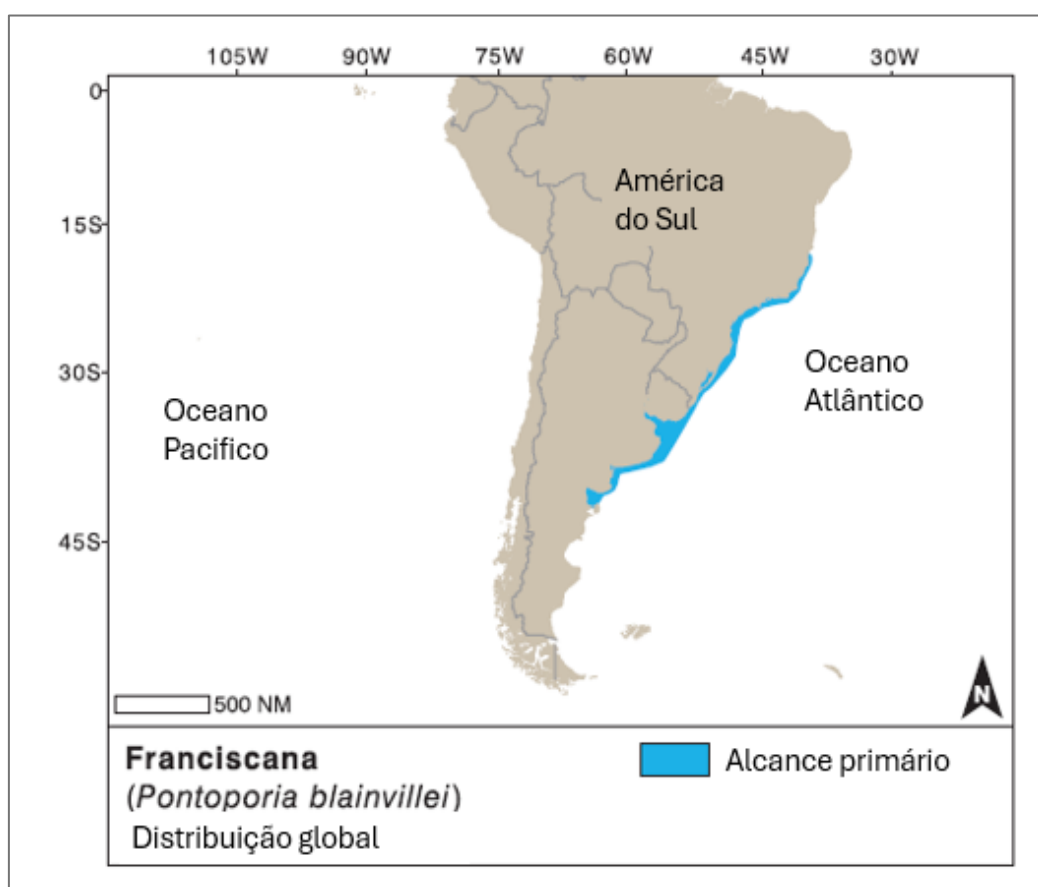 105W 90W 75W 60W 45W 30W
0
15S
30S
45S
América
do Sul
Oceano
Atlântico
Oceano
Pacifico
500 NM
N
Franciscana
(Pontoporia blainvillei)
Distribuição global
Alcance primário